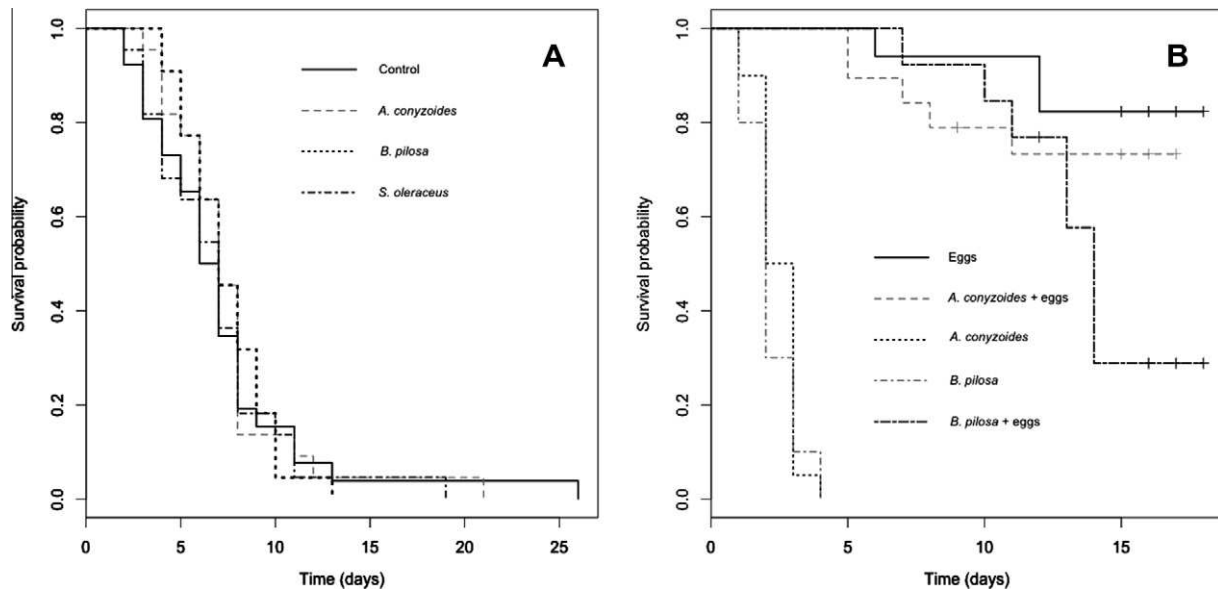 A
Control
A. conyzoides
B. pilosa
S. oleraceus
Survival probability
1.0
0.8
0.6
0.4
0.2
0.0
0 5 10 15 20 25
Time (days)
B
Eggs
A. conyzoides + eggs
A. conyzoides
B. pilosa
B. pilosa + eggs
Survival probability
1.0
0.8
0.6
0.4
0.2
0.0
0 5 10 15
Time (days)